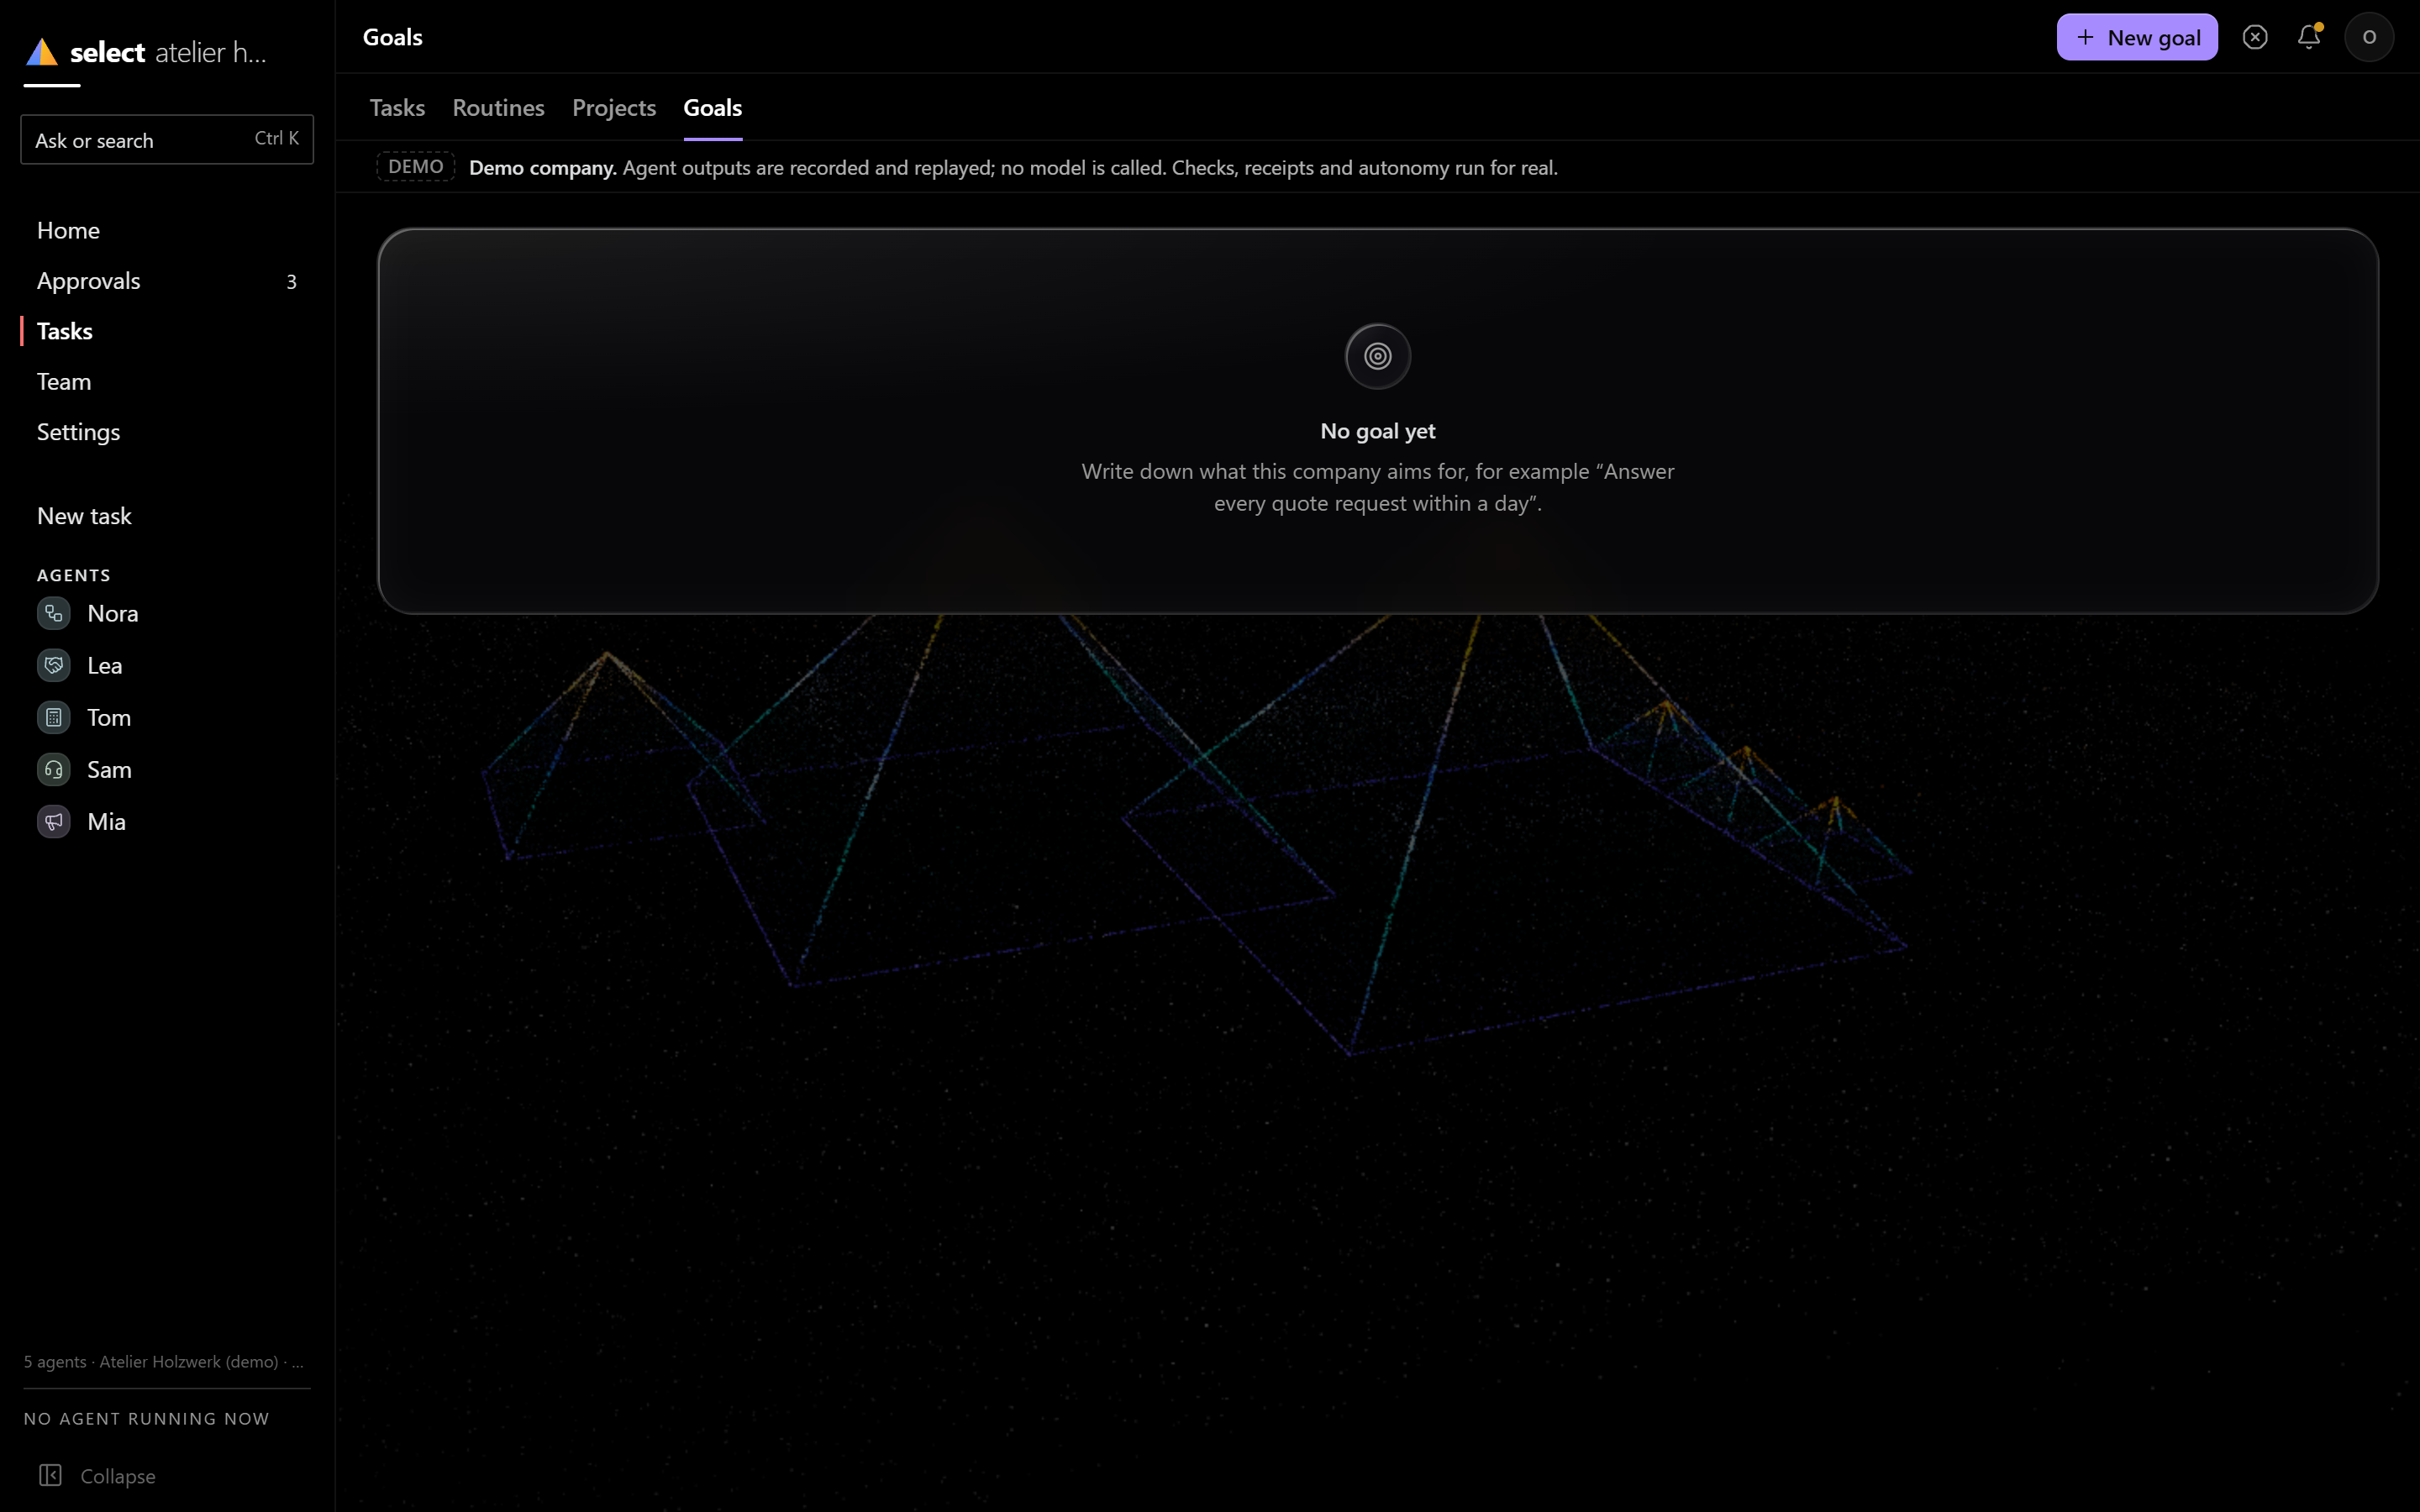 select atelier h...
Ask or search Ctrl K
Home
Approvals 3
Tasks
Team
Settings
New task
AGENTS
Nora
Lea
Tom
Sam
Mia
5 agents · Atelier Holzwerk (demo) · ...
NO AGENT RUNNING NOW
Collapse
Goals
+ New goal
O
Tasks Routines Projects Goals
DEMO Demo company. Agent outputs are recorded and replayed; no model is called. Checks, receipts and autonomy run for real.
No goal yet
Write down what this company aims for, for example “Answer
every quote request within a day”.